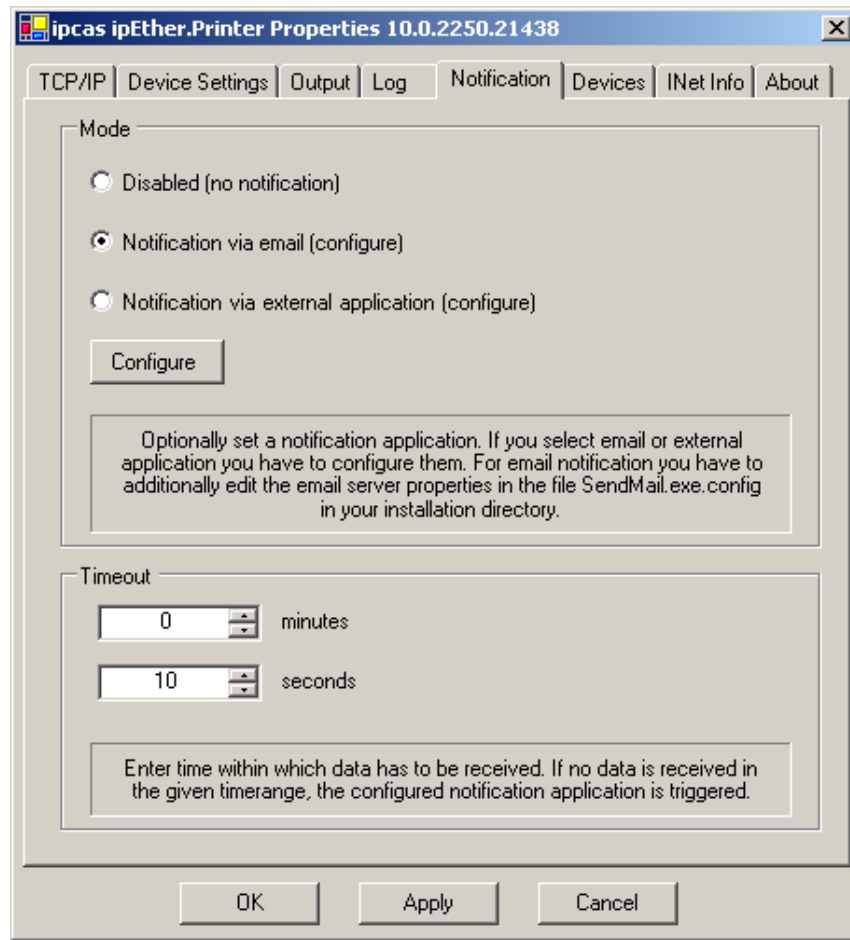 ipcas ipEther.Printer Properties 10.0.2250.21438
TCP/IP Device Settings Output Log Notification Devices INet Info About
Mode
Disabled (no notification)
Notification via email (configure)
Notification via external application (configure)
Configure
Optionally set a notification application. If you select email or external
application you have to configure them. For email notification you have to
additionally edit the email server properties in the file SendMail.exe.config
in your installation directory.
Timeout
0 minutes
10 seconds
Enter time within which data has to be received. If no data is received in
the given timerange, the configured notification application is triggered.
OK Apply Cancel